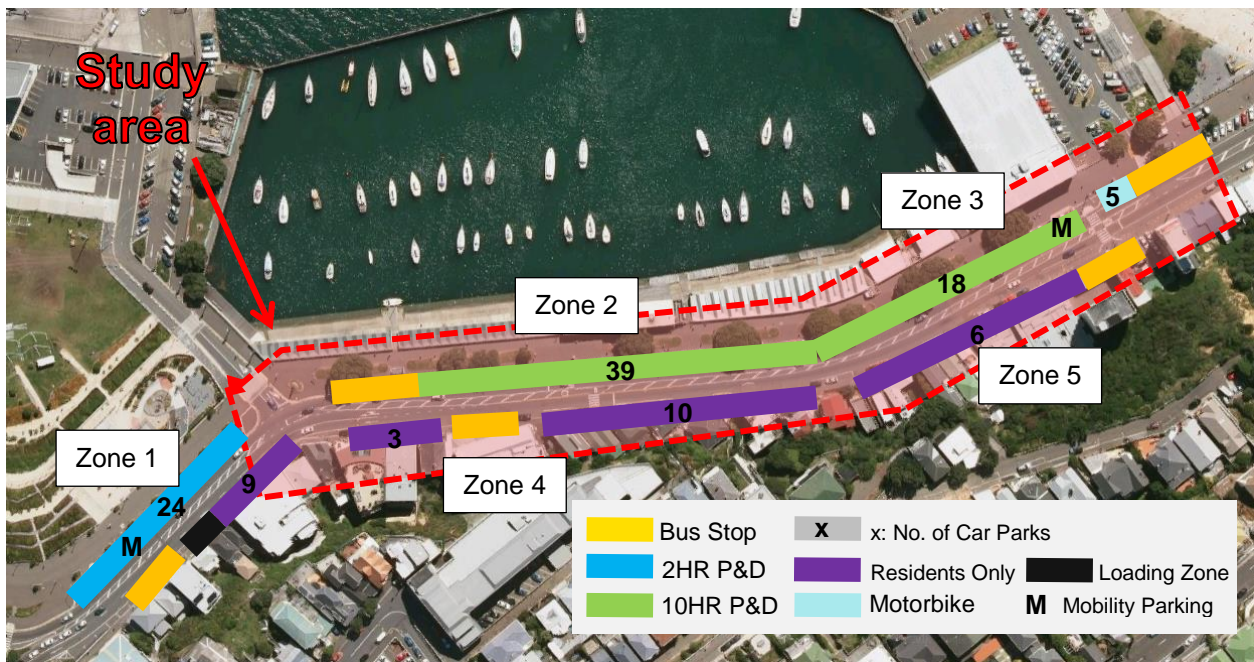 Study
area
Zone 3
5
M
18
Zone 2
6
39
Zone 5
10
3
Zone 1
9
Zone 4
24
M
Bus Stop
x x: No. of Car Parks
2HR P&D
Residents Only
Loading Zone
10HR P&D
Motorbike
M Mobility Parking